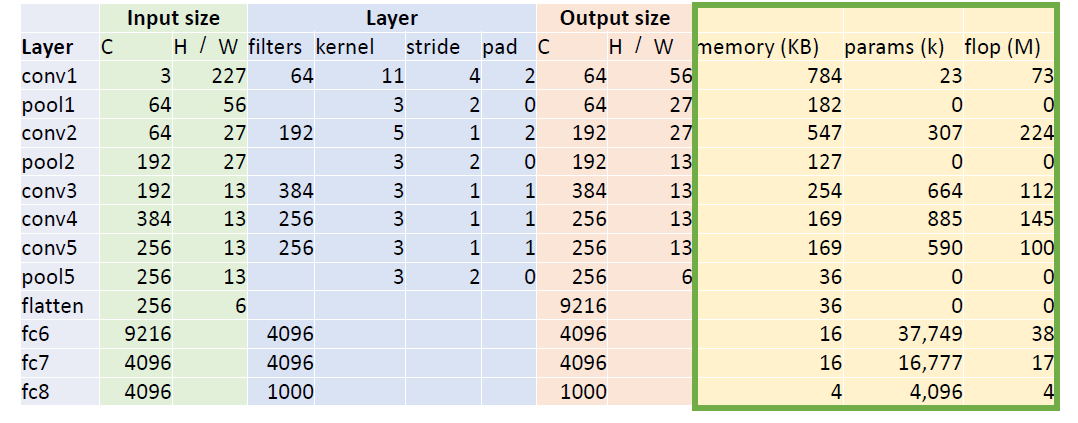 Input size Layer Output size
Layer C H / W filters kernel stride pad C H / W memory (KB) params (k) flop (M)
conv1 3 227 64 11 4 2 64 56 784 23 73
pool1 64 56 3 2 0 64 27 182 0 0
conv2 64 27 192 5 1 2 192 27 547 307 224
pool2 192 27 3 2 0 192 13 127 0 0
conv3 192 13 384 3 1 1 384 13 254 664 112
conv4 384 13 256 3 1 1 256 13 169 885 145
conv5 256 13 256 3 1 1 256 13 169 590 100
pool5 256 13 3 2 0 256 6 36 0 0
flatten 256 6 9216 36 0 0
fc6 9216 4096 4096 16 37,749 38
fc7 4096 4096 4096 16 16,777 17
fc8 4096 1000 1000 4 4,096 4